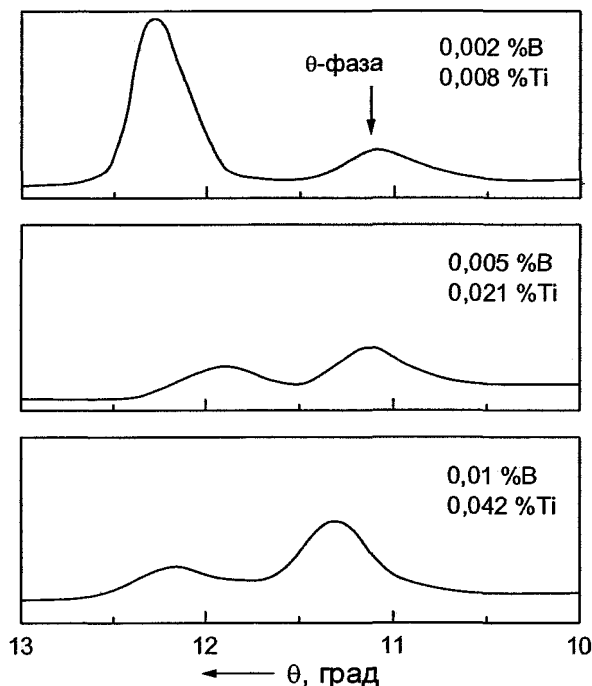 0,002 %B
0,008 %Ti
θ-фаза
0,005 %B
0,021 %Ti
0,01 %B
0,042 %Ti
13 12 11 10
θ, град